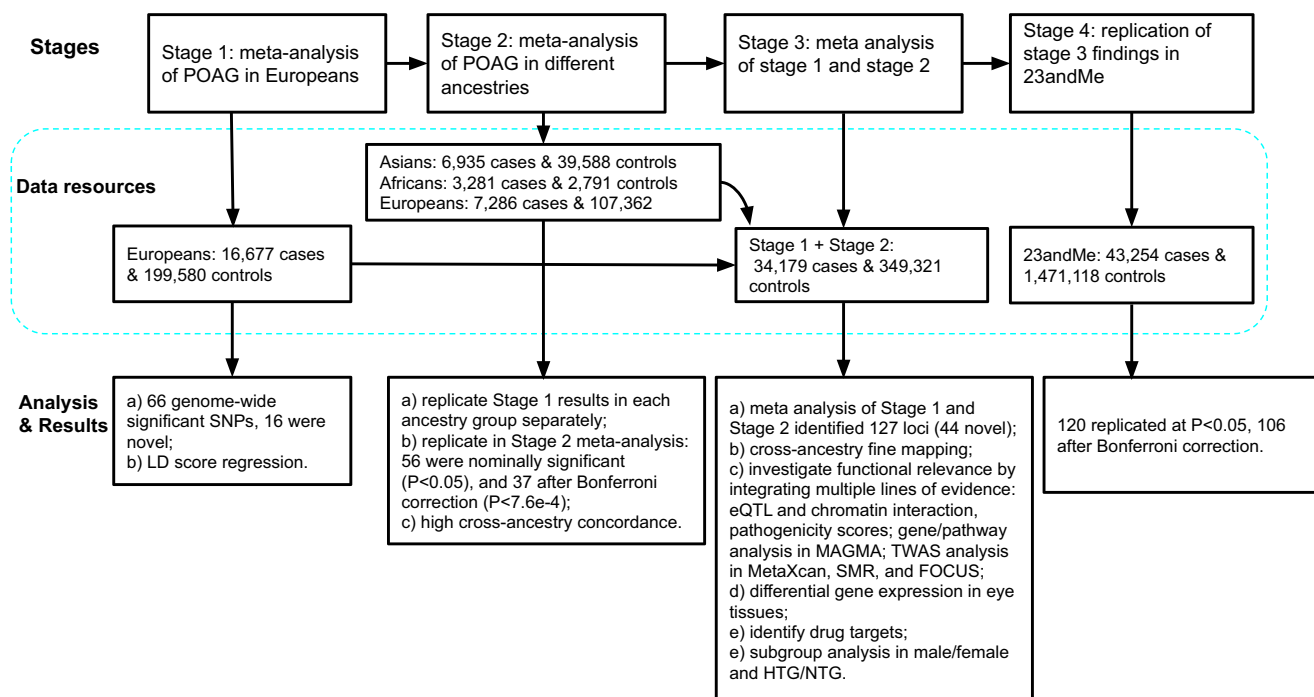 Stages
Stage 1: meta-analysis
of POAG in Europeans
Stage 2: meta-analysis
of POAG in different
ancestries
Stage 3: meta analysis
of stage 1 and stage 2
Stage 4: replication of
stage 3 findings in
23andMe
Data resources
Asians: 6,935 cases & 39,588 controls
Africans: 3,281 cases & 2,791 controls
Europeans: 7,286 cases & 107,362
Europeans: 16,677 cases
& 199,580 controls
Stage 1 + Stage 2:
34,179 cases & 349,321
controls
23andMe: 43,254 cases &
1,471,118 controls
Analysis
& Results
a) 66 genome-wide
significant SNPs, 16 were
novel;
b) LD score regression.
a) replicate Stage 1 results in each
ancestry group separately;
b) replicate in Stage 2 meta-analysis:
56 were nominally significant
(P<0.05), and 37 after Bonferroni
correction (P<7.6e-4);
c) high cross-ancestry concordance.
a) meta analysis of Stage 1 and
Stage 2 identified 127 loci (44 novel);
b) cross-ancestry fine mapping;
c) investigate functional relevance by
integrating multiple lines of evidence:
eQTL and chromatin interaction,
pathogenicity scores; gene/pathway
analysis in MAGMA; TWAS analysis
in MetaXcan, SMR, and FOCUS;
d) differential gene expression in eye
tissues;
e) identify drug targets;
e) subgroup analysis in male/female
and HTG/NTG.
120 replicated at P<0.05, 106
after Bonferroni correction.